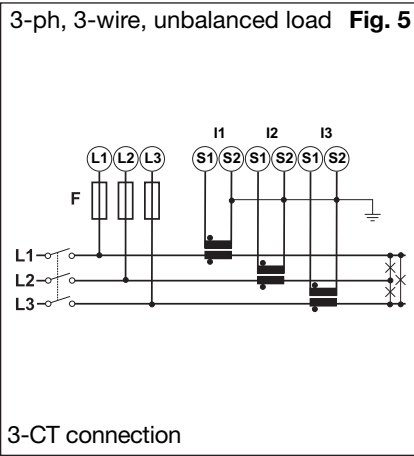 3-ph, 3-wire, unbalanced load Fig. 5
I1 I2 I3
L1 L2 L3 S1 S2 S1 S2 S1 S2
F
L1
L2
L3
3-CT connection